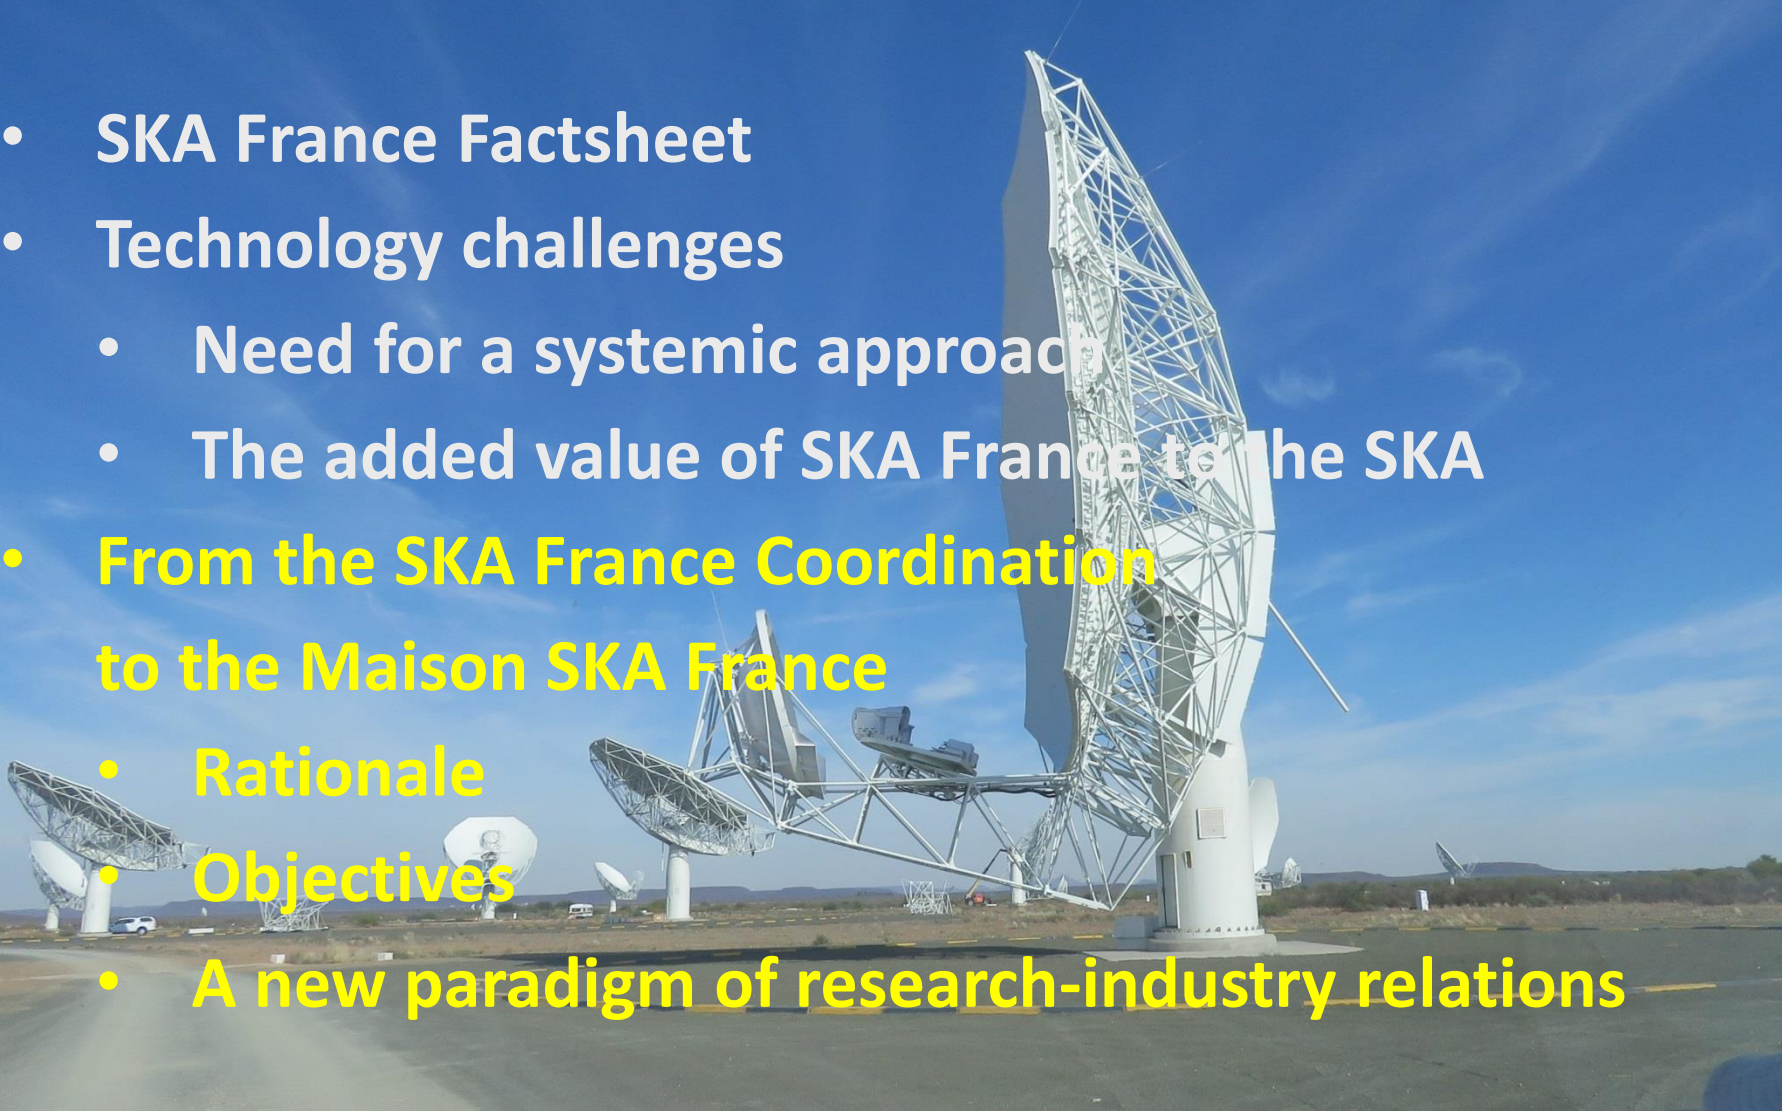 • SKA France Factsheet
• Technology challenges
• Need for a systemic approach
• The added value of SKA France to the SKA
• From the SKA France Coordination
to the Maison SKA France
• Rationale
• Objectives
• A new paradigm of research-industry relations